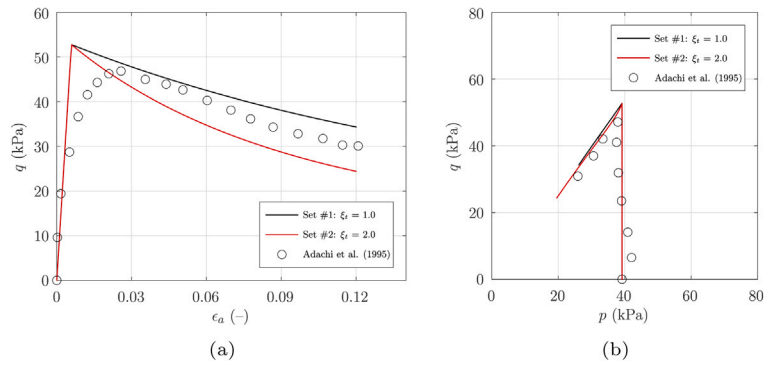 60
50
40
30
20
10
0
q (kPa)
0
0.03
0.06
0.09
0.12
ϵₐ (–)
Set #1: ξₜ = 1.0
Set #2: ξₜ = 2.0
Adachi et al. (1995)
(a)
80
60
40
20
0
q (kPa)
0
20
40
60
80
p (kPa)
Set #1: ξₜ = 1.0
Set #2: ξₜ = 2.0
Adachi et al. (1995)
(b)